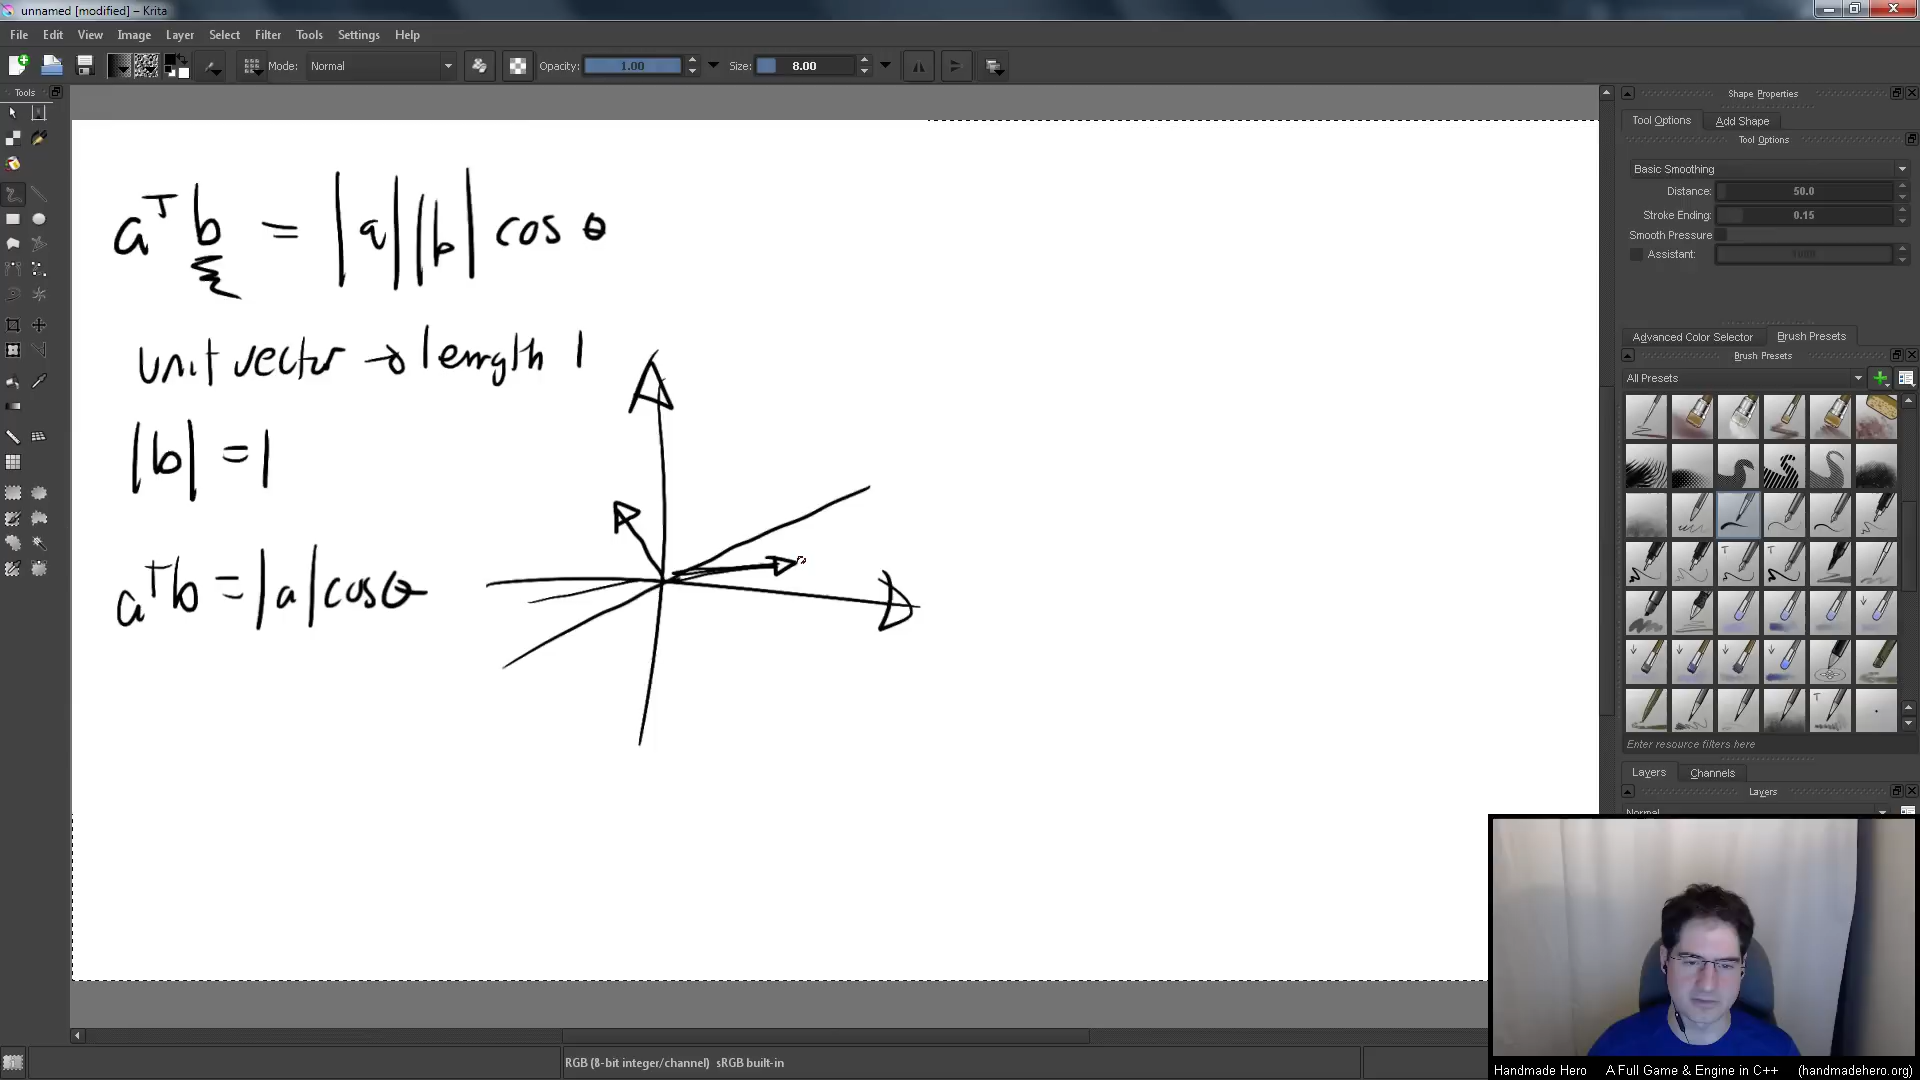 unnamed [modified] – Krita
File Edit View Image Layer Select Filter Tools Settings Help
Mode: Normal Opacity: 1.00 Size: 8.00
Tools
Shape Properties
Tool Options Add Shape
Tool Options
Basic Smoothing
Distance: 50.0
Stroke Ending: 0.15
Smooth Pressure
Assistant:
Advanced Color Selector Brush Presets
Brush Presets
All Presets
Enter resource filters here
Layers Channels
Layers
Normal
aᵀb = |a||b| cos θ
unit vector → length 1
|b| = 1
aᵀb = |a| cos θ
RGB (8-bit integer/channel) sRGB built-in
Handmade Hero A Full Game & Engine in C++ (handmadehero.org)